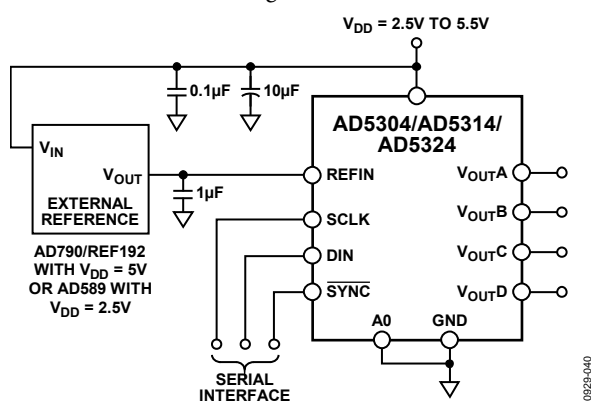 V_DD = 2.5V TO 5.5V
0.1µF
10µF
AD5304/AD5314/
AD5324
V_IN
V_OUT
EXTERNAL
REFERENCE
1µF
AD790/REF192
WITH V_DD = 5V
OR AD589 WITH
V_DD = 2.5V
REFIN
SCLK
DIN
SYNC
V_OUTA
V_OUTB
V_OUTC
V_OUTD
A0
GND
SERIAL
INTERFACE
0929-040